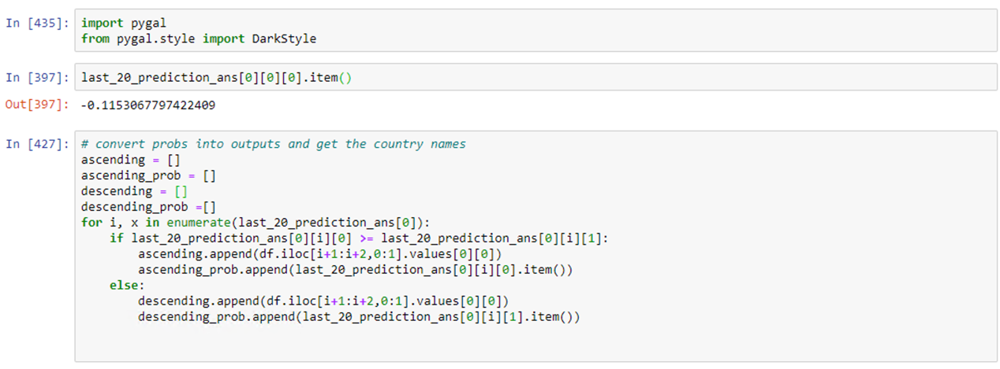 In [435]: import pygal
from pygal.style import DarkStyle
In [397]: last_20_prediction_ans[0][0][0].item()
Out[397]: -0.1153067797422409
In [427]: # convert probs into outputs and get the country names
ascending = []
ascending_prob = []
descending = []
descending_prob =[]
for i, x in enumerate(last_20_prediction_ans[0]):
    if last_20_prediction_ans[0][i][0] >= last_20_prediction_ans[0][i][1]:
        ascending.append(df.iloc[i+1:i+2,0:1].values[0][0])
        ascending_prob.append(last_20_prediction_ans[0][i][0].item())
    else:
        descending.append(df.iloc[i+1:i+2,0:1].values[0][0])
        descending_prob.append(last_20_prediction_ans[0][i][1].item())